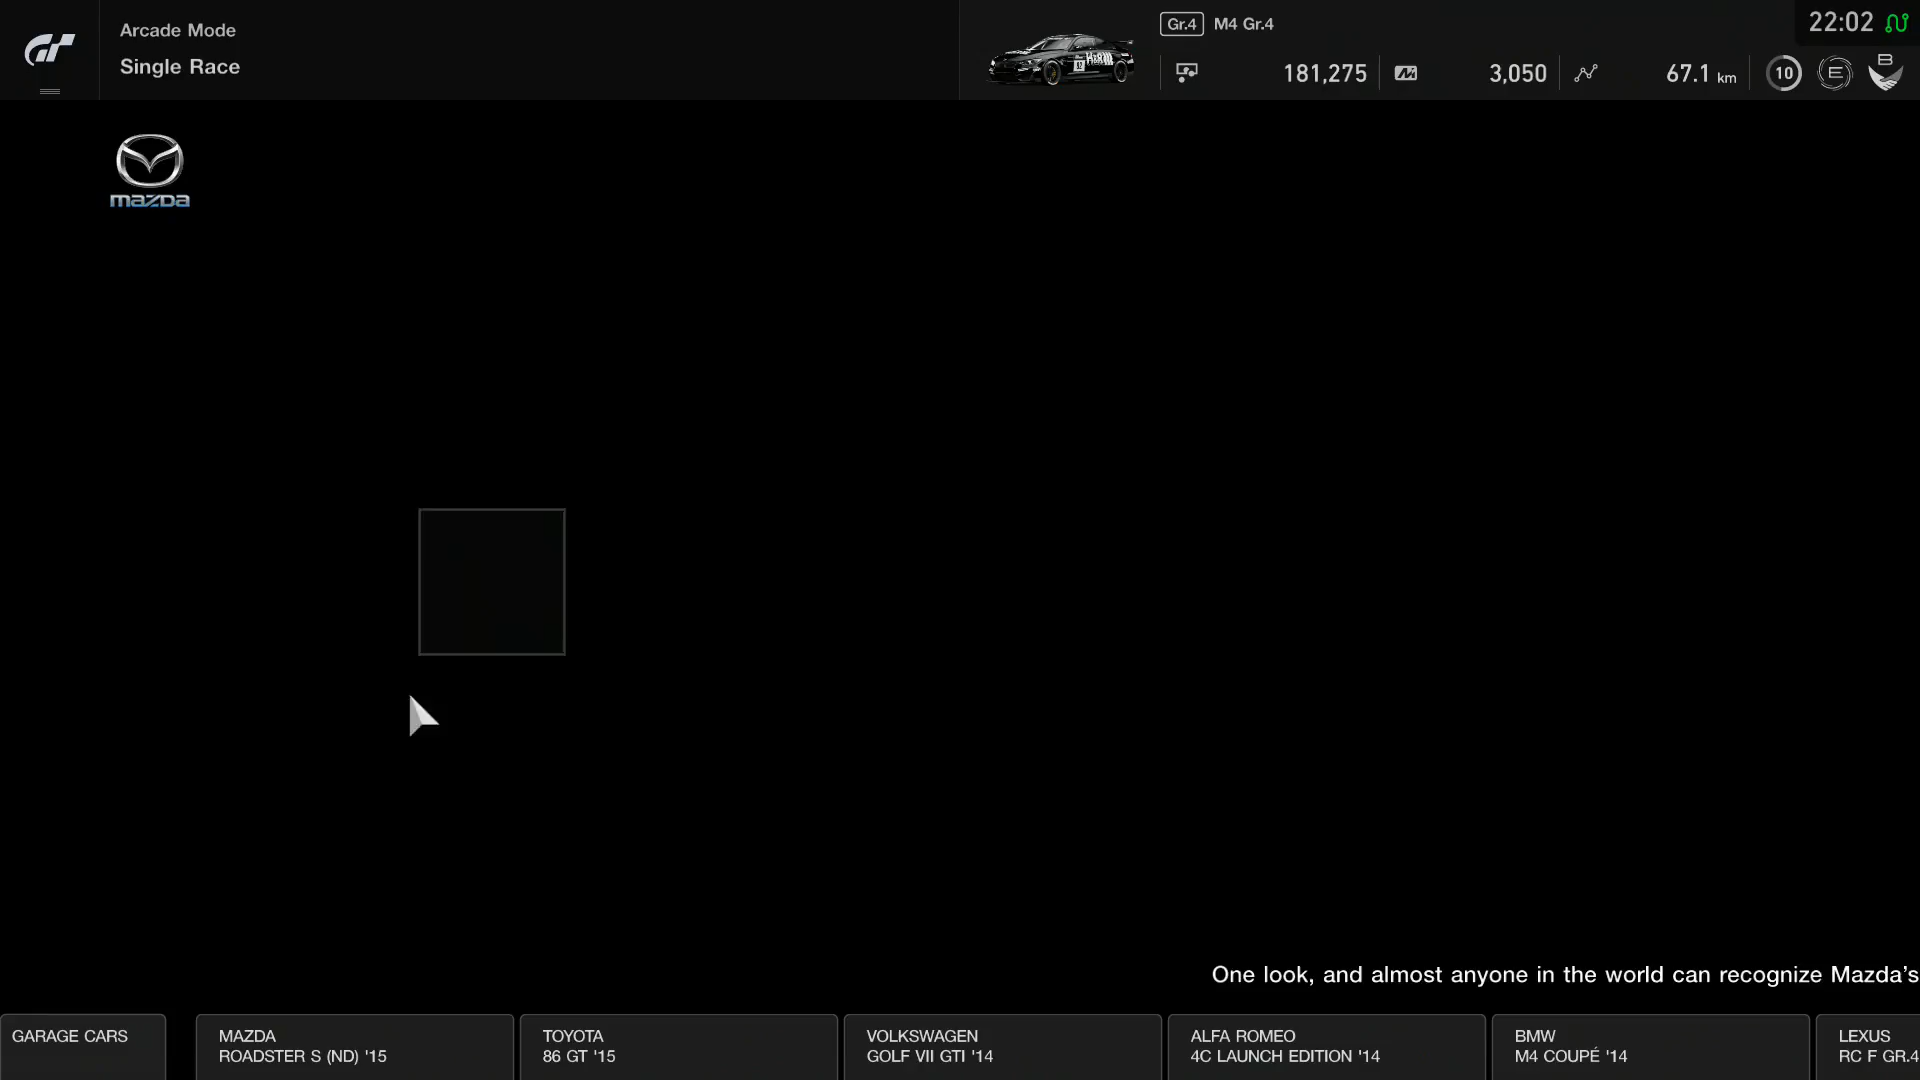 Arcade Mode
Single Race
Gr.4 M4 Gr.4
22:02
181,275
3,050
67.1 km
10
E
B
mazda
One look, and almost anyone in the world can recognize Mazda's
GARAGE CARS
MAZDA
ROADSTER S (ND) '15
TOYOTA
86 GT '15
VOLKSWAGEN
GOLF VII GTI '14
ALFA ROMEO
4C LAUNCH EDITION '14
BMW
M4 COUPÉ '14
LEXUS
RC F GR.4